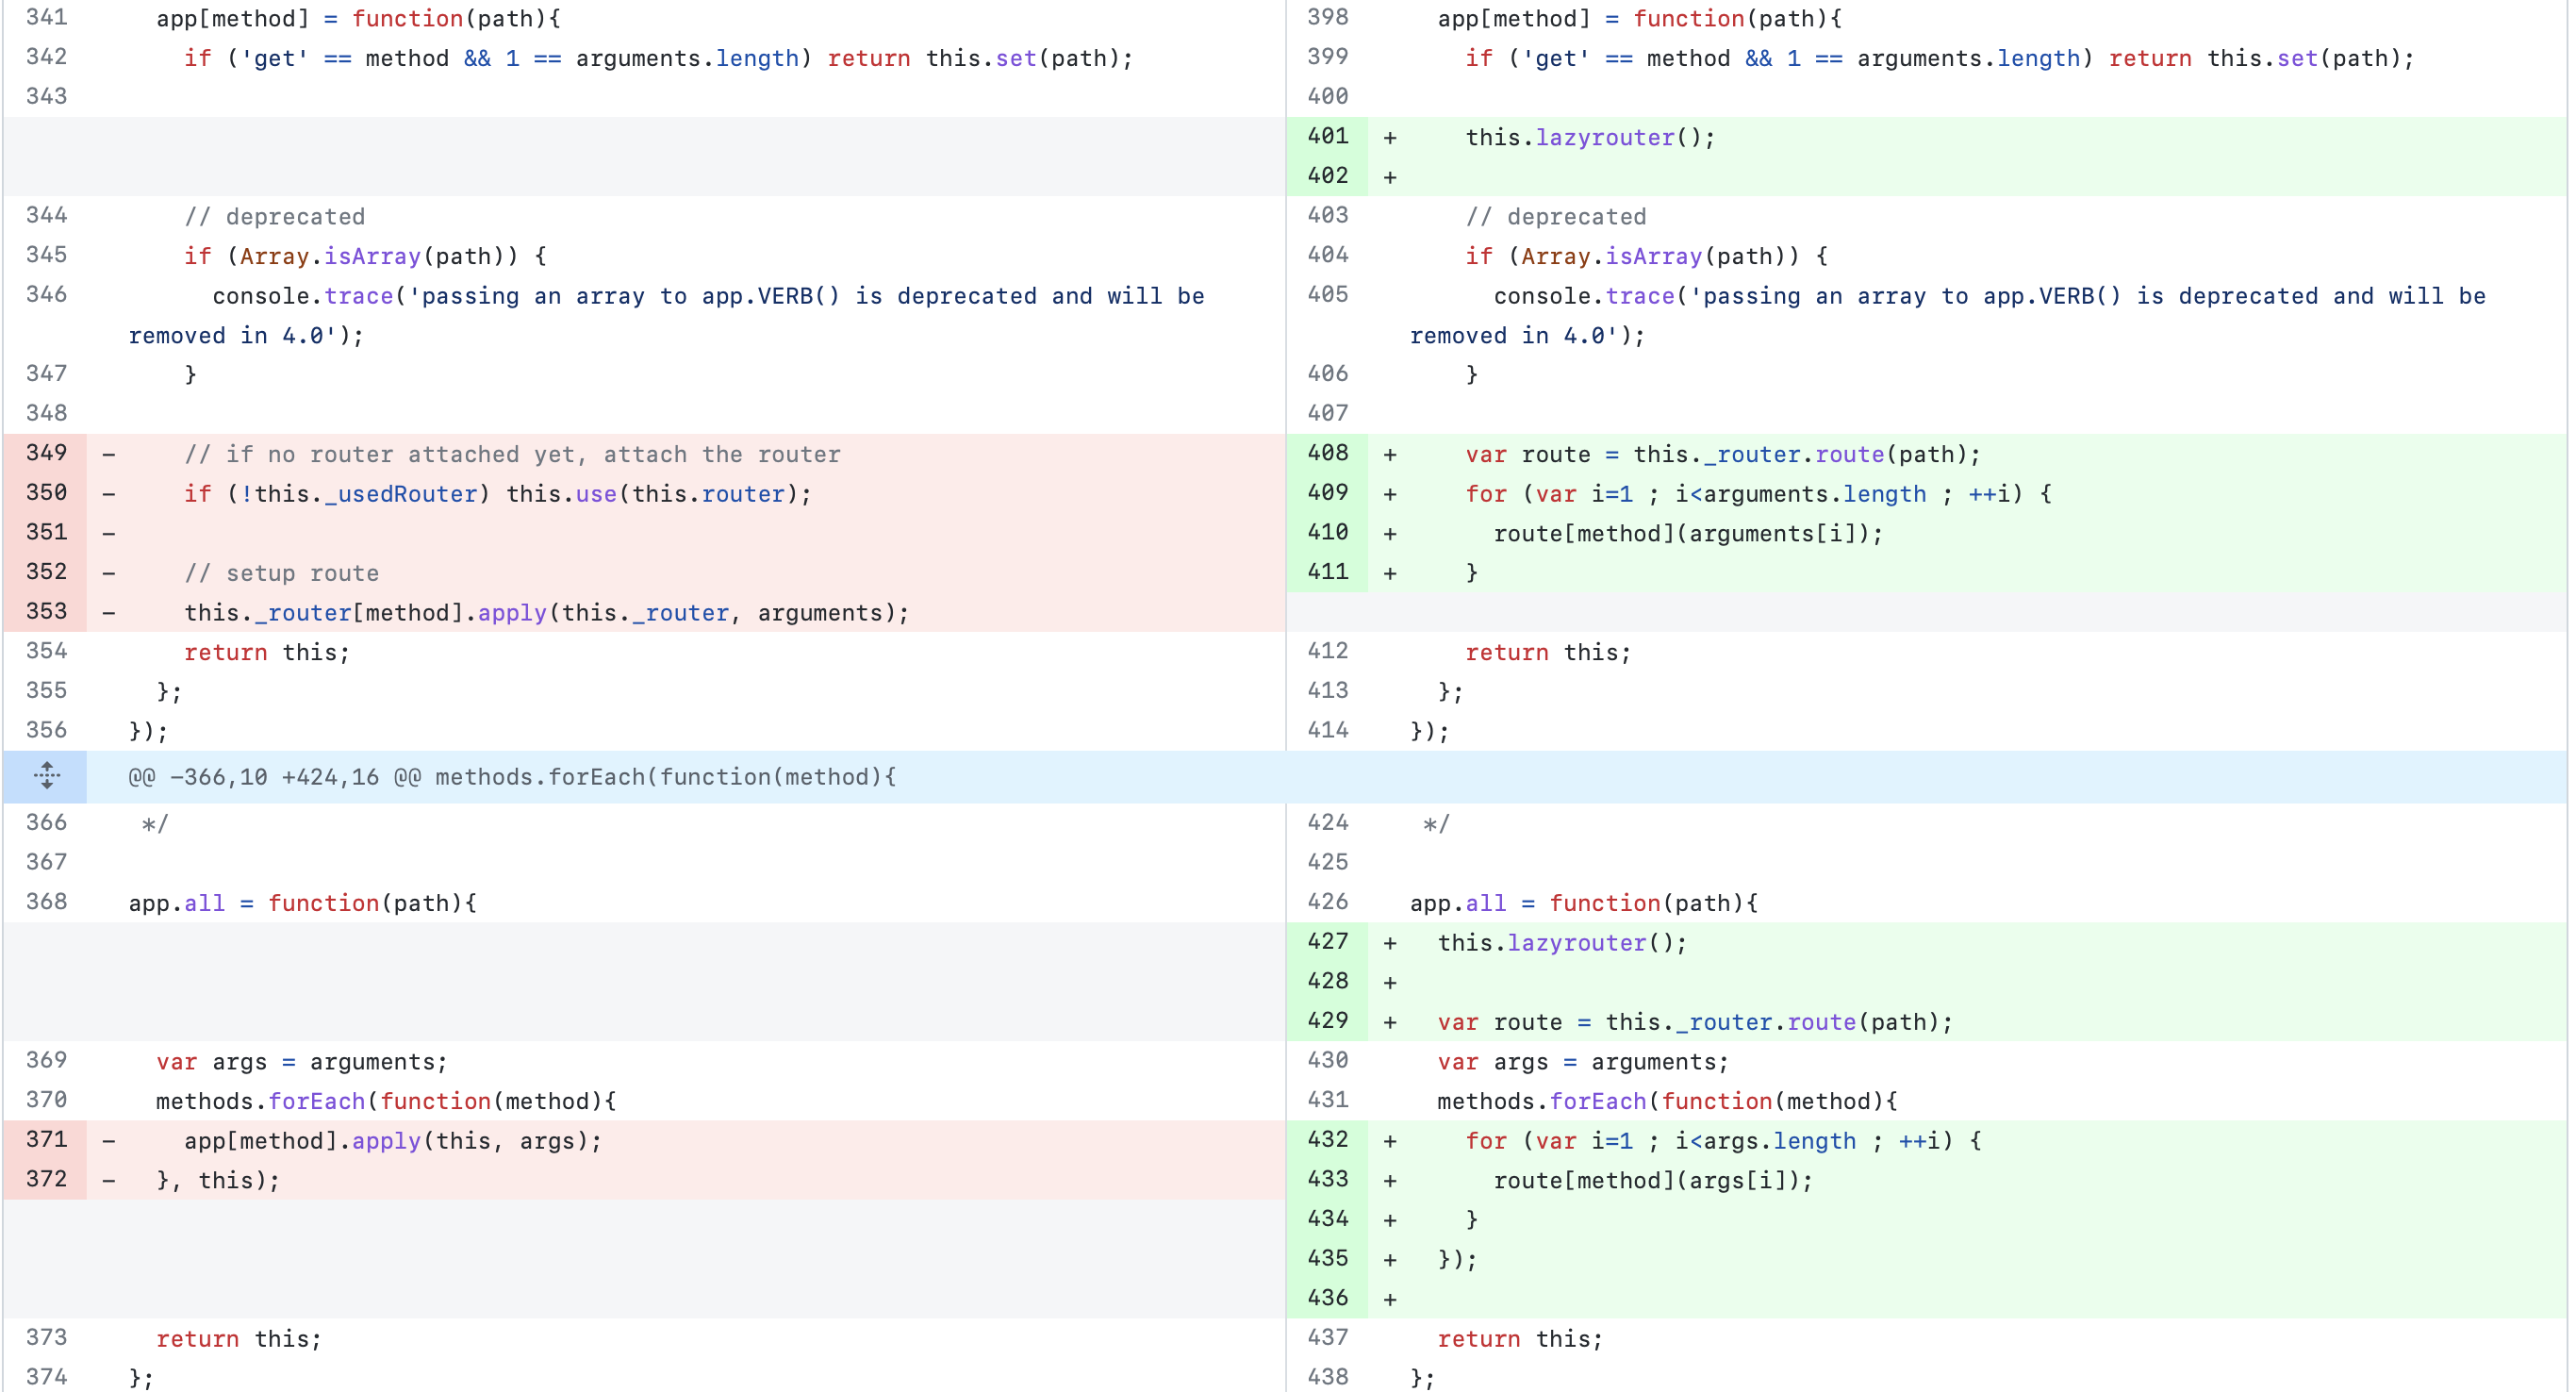 341 app[method] = function(path){
342 if ('get' == method && 1 == arguments.length) return this.set(path);
343
344 // deprecated
345 if (Array.isArray(path)) {
346 console.trace('passing an array to app.VERB() is deprecated and will be
removed in 4.0');
347 }
348
349 - // if no router attached yet, attach the router
350 - if (!this._usedRouter) this.use(this.router);
351 -
352 - // setup route
353 - this._router[method].apply(this._router, arguments);
354 return this;
355 };
356 });
398 app[method] = function(path){
399 if ('get' == method && 1 == arguments.length) return this.set(path);
400
401 + this.lazyrouter();
402 +
403 // deprecated
404 if (Array.isArray(path)) {
405 console.trace('passing an array to app.VERB() is deprecated and will be
removed in 4.0');
406 }
407
408 + var route = this._router.route(path);
409 + for (var i=1 ; i<arguments.length ; ++i) {
410 + route[method](arguments[i]);
411 + }
412 return this;
413 };
414 });
@@ -366,10 +424,16 @@ methods.forEach(function(method){
366 */
367
368 app.all = function(path){
369 var args = arguments;
370 methods.forEach(function(method){
371 - app[method].apply(this, args);
372 - }, this);
373 return this;
374 };
424 */
425
426 app.all = function(path){
427 + this.lazyrouter();
428 +
429 + var route = this._router.route(path);
430 var args = arguments;
431 methods.forEach(function(method){
432 + for (var i=1 ; i<args.length ; ++i) {
433 + route[method](args[i]);
434 + }
435 + });
436 +
437 return this;
438 };